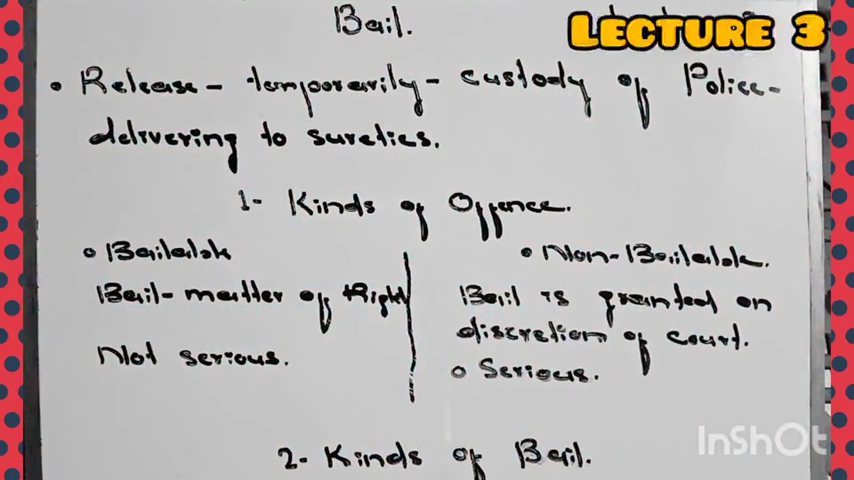 Bail.
LECTURE 3
• Release - temporarily - custody of Police -
delivering to sureties.
1- Kinds of Offence.
• Bailable
• Non-Bailable.
Bail - matter of Right
Bail is granted on
discretion of court.
Not serious.
• Serious.
2- Kinds of Bail.
InShOt